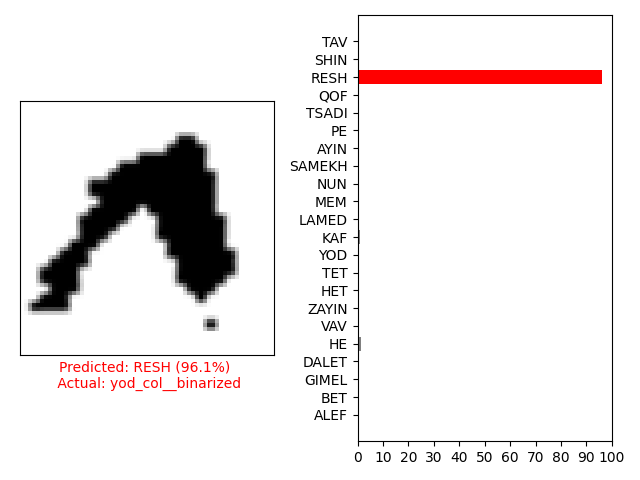 TAV
SHIN
RESH
QOF
TSADI
PE
AYIN
SAMEKH
NUN
MEM
LAMED
KAF
YOD
TET
HET
ZAYIN
VAV
HE
DALET
GIMEL
BET
ALEF
0 10 20 30 40 50 60 70 80 90 100
Predicted: RESH (96.1%)
Actual: yod_col__binarized